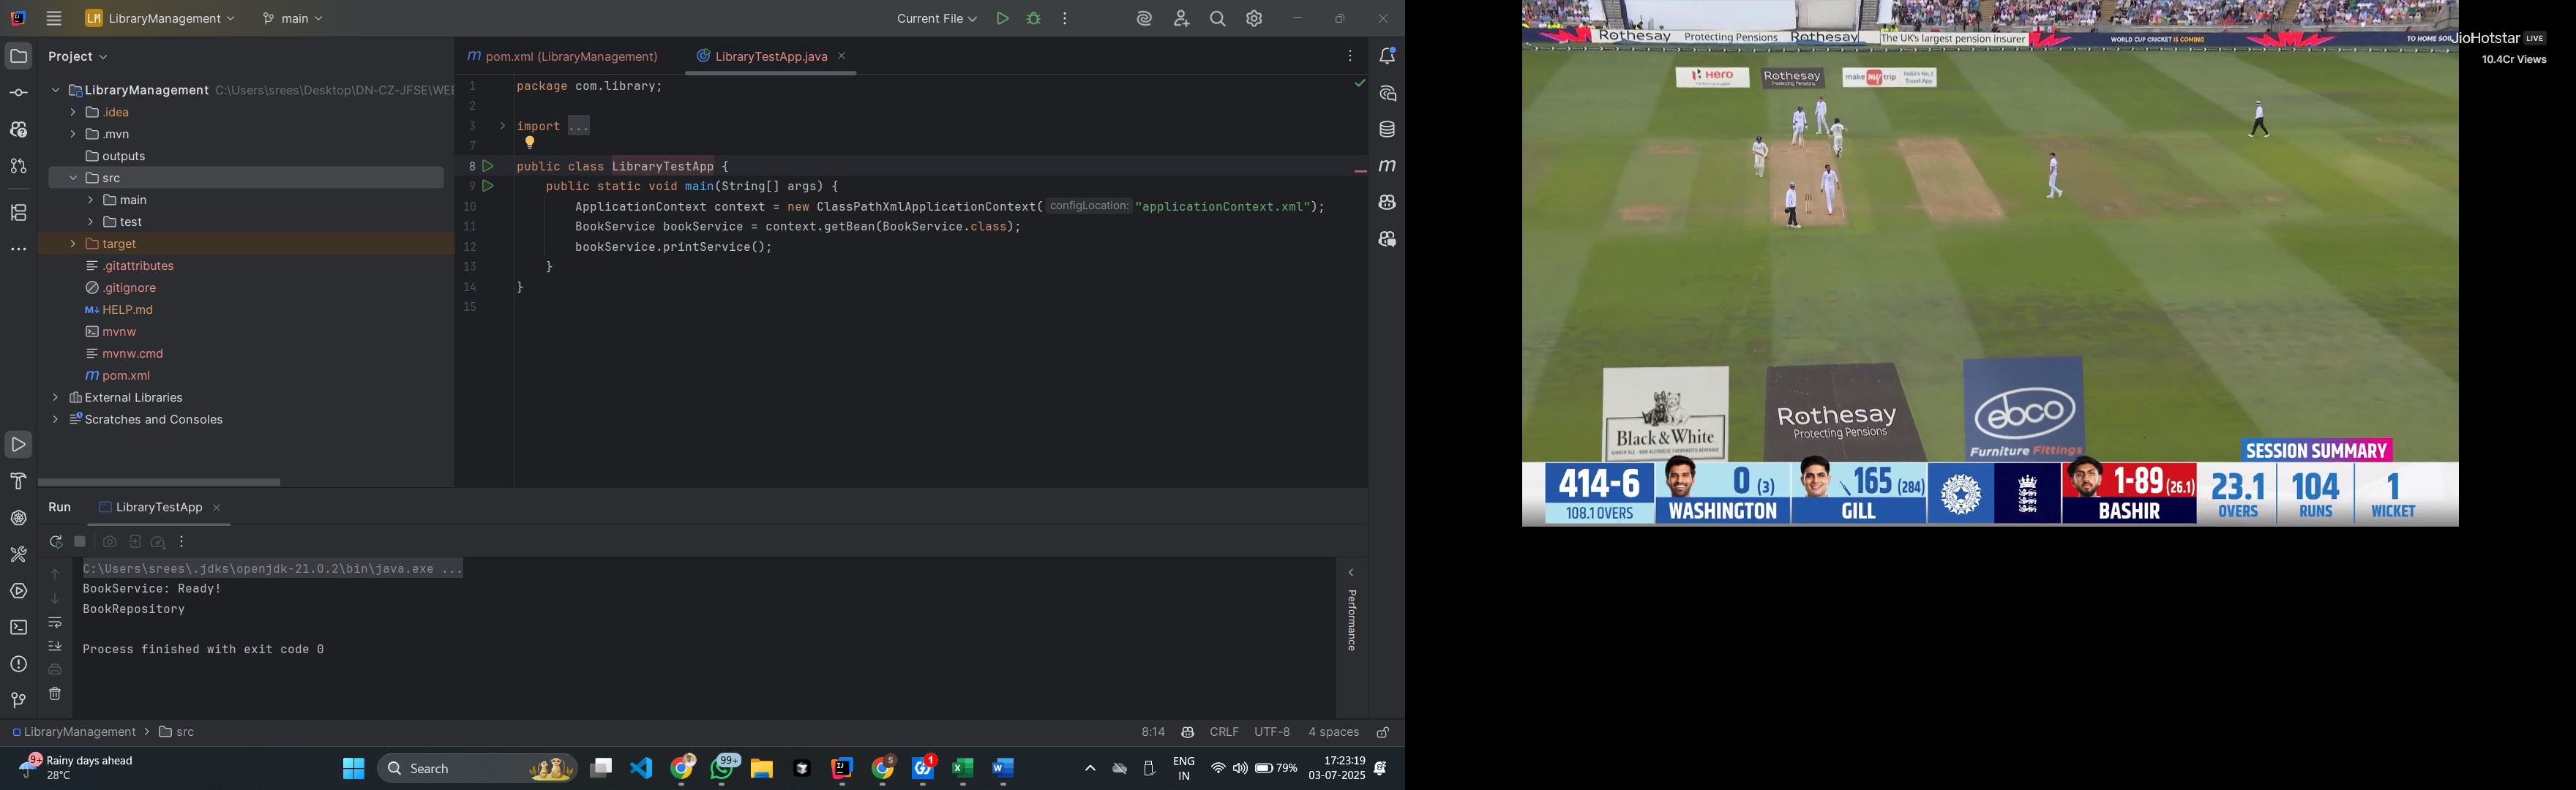 LM LibraryManagement
main
Current File
Project
pom.xml (LibraryManagement)
LibraryTestApp.java
LibraryManagement C:\Users\srees\Desktop\DN-CZ-JFSE\WEE
.idea
.mvn
outputs
src
main
test
target
.gitattributes
.gitignore
HELP.md
mvnw
mvnw.cmd
pom.xml
External Libraries
Scratches and Consoles
1 package com.library;
2
3 import ...
7
8 public class LibraryTestApp {
9 public static void main(String[] args) {
10 ApplicationContext context = new ClassPathXmlApplicationContext( configLocation: "applicationContext.xml");
11 BookService bookService = context.getBean(BookService.class);
12 bookService.printService();
13 }
14 }
15
Run LibraryTestApp
C:\Users\srees\.jdks\openjdk-21.0.2\bin\java.exe ...
BookService: Ready!
BookRepository
Process finished with exit code 0
Performance
LibraryManagement > src
8:14 CRLF UTF-8 4 spaces
9+ Rainy days ahead
28°C
Search
99+
1
ENG
IN
79%
17:23:19
03-07-2025
Rothesay Protecting Pensions Rothesay The UK's largest pension insurer WORLD CUP CRICKET IS COMING TO HOME SOIL
JioHotstar LIVE
10.4Cr Views
Hero
Rothesay
Protecting Pensions
make my trip India's No.1 Travel App
Black & White
Rothesay
Protecting Pensions
ebco
Furniture Fittings
SESSION SUMMARY
414-6
108.1 OVERS
0 (3)
WASHINGTON
165 (284)
GILL
1-89 (26.1)
BASHIR
23.1
OVERS
104
RUNS
1
WICKET